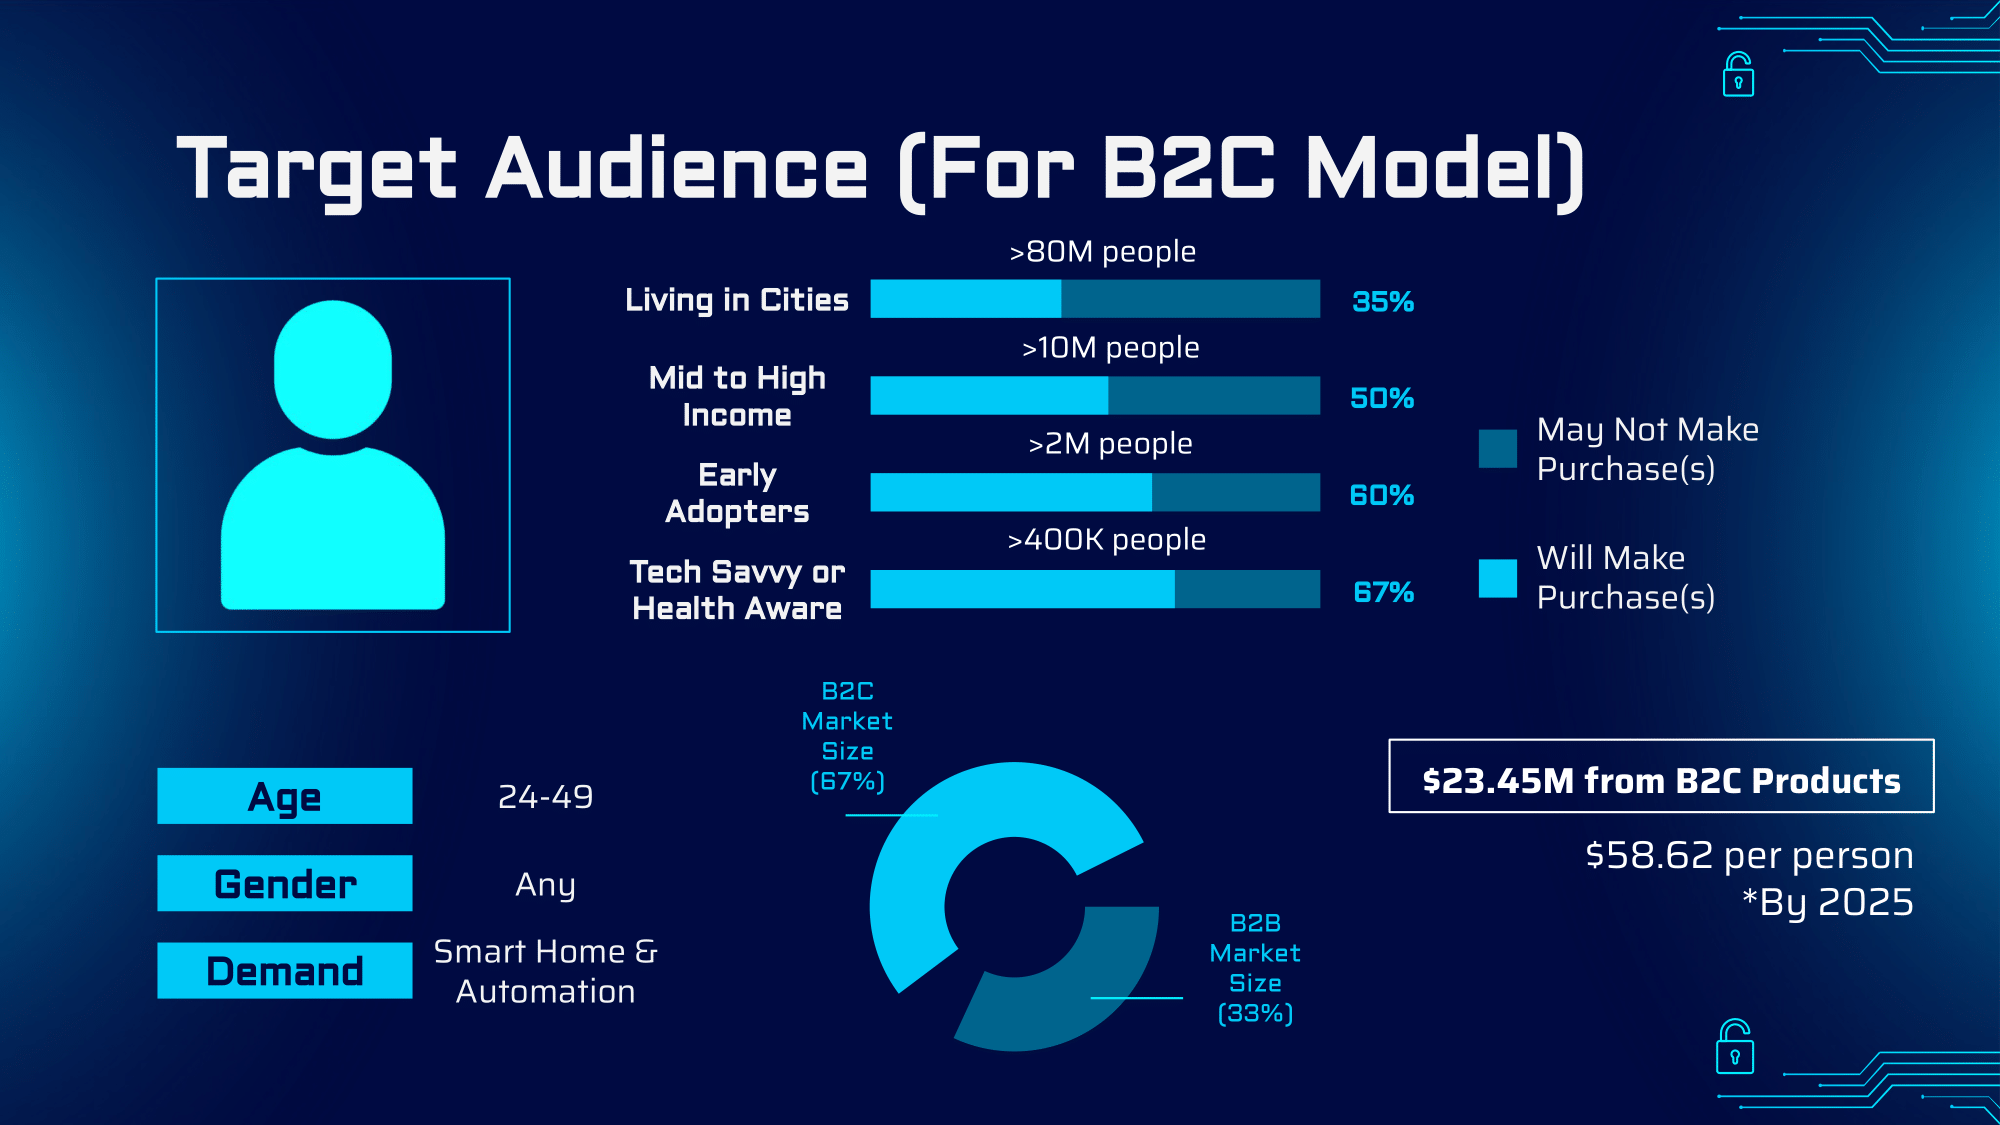 Target Audience (For B2C Model)
>80M people
Living in Cities
35%
>10M people
Mid to High
Income
50%
>2M people
Early
Adopters
60%
>400K people
Tech Savvy or
Health Aware
67%
May Not Make
Purchase(s)
Will Make
Purchase(s)
Age
24-49
Gender
Any
Demand
Smart Home &
Automation
B2C
Market
Size
(67%)
B2B
Market
Size
(33%)
$23.45M from B2C Products
$58.62 per person
*By 2025